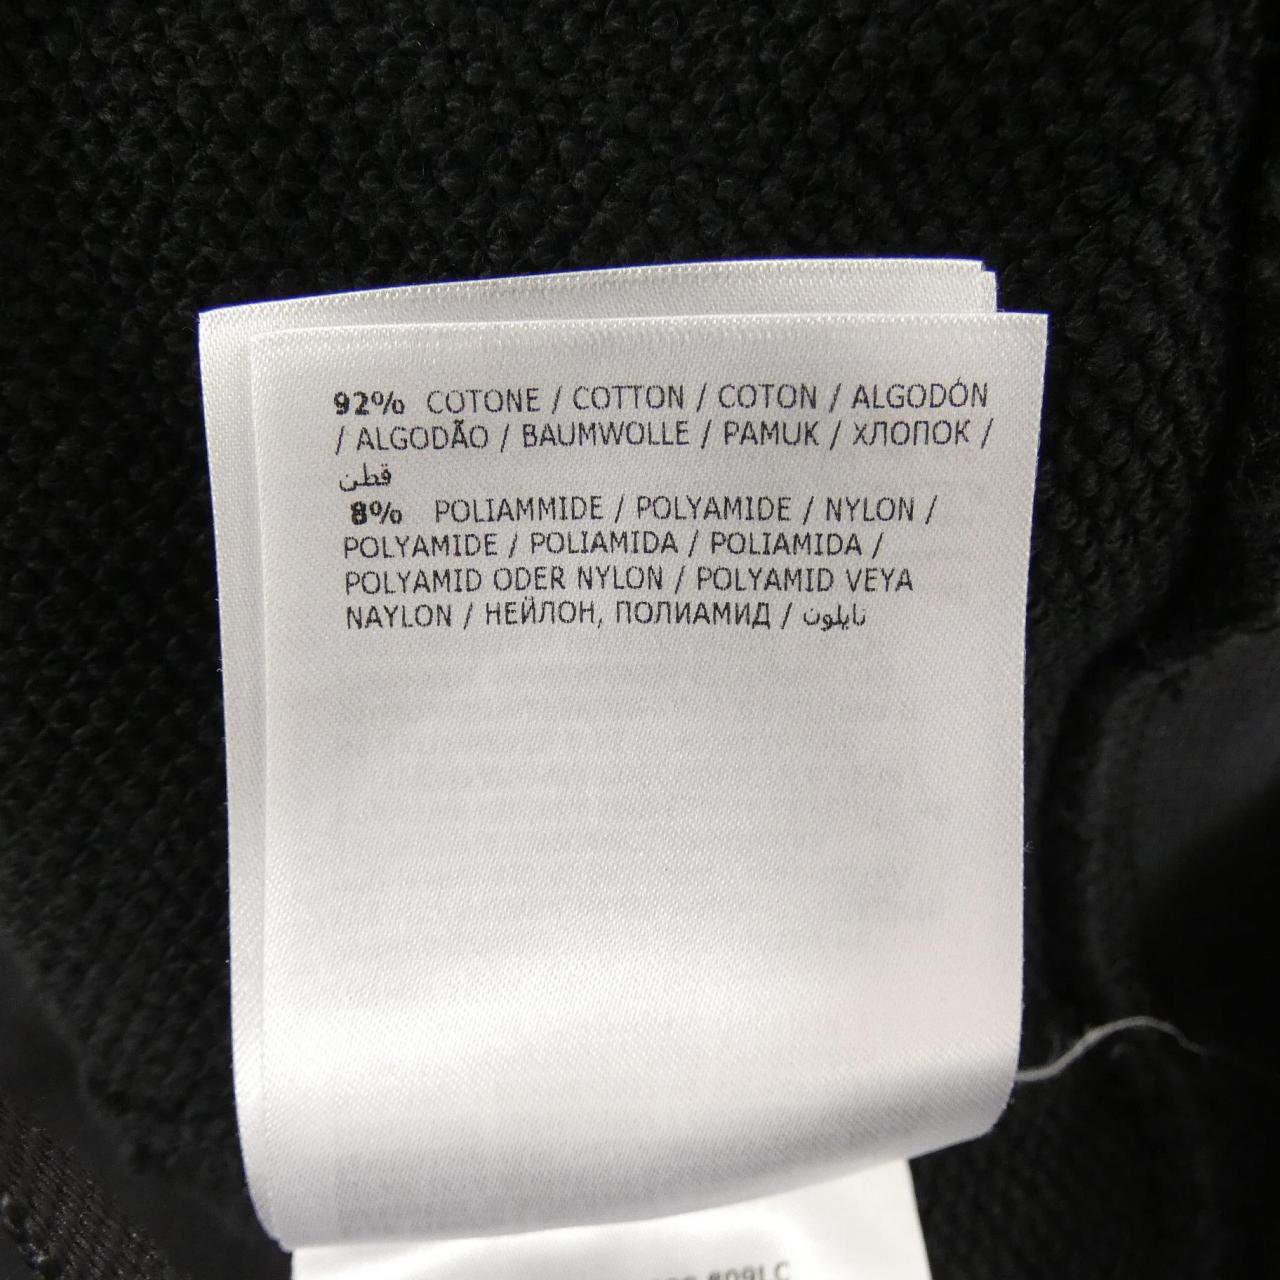 92% COTONE / COTTON / COTON / ALGODÓN
/ ALGODÃO / BAUMWOLLE / PAMUK / ХЛОПОК /
قطن
8% POLIAMMIDE / POLYAMIDE / NYLON /
POLYAMIDE / POLIAMIDA / POLIAMIDA /
POLYAMID ODER NYLON / POLYAMID VEYA
NAYLON / НЕЙЛОН, ПОЛИАМИД / نايلون